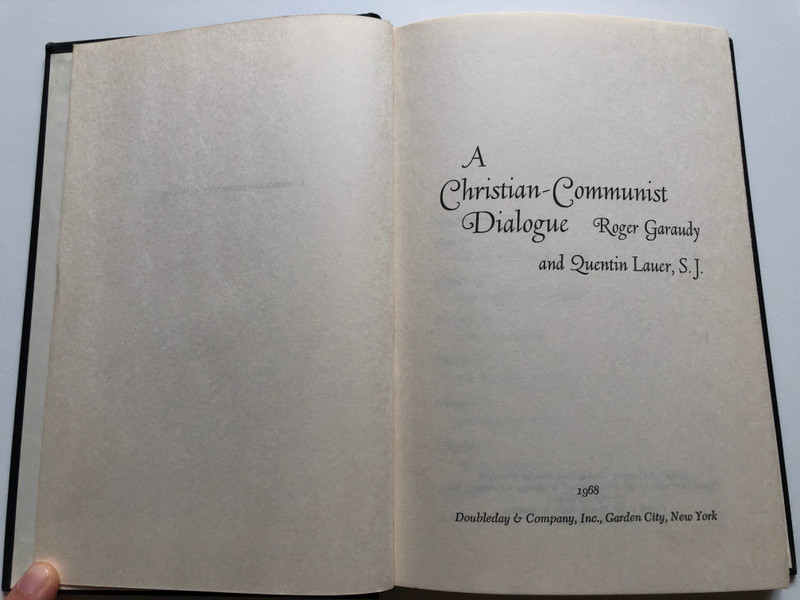 A
Christian-Communist
Dialogue Roger Garaudy
and Quentin Lauer, S.J.
1968
Doubleday & Company, Inc., Garden City, New York